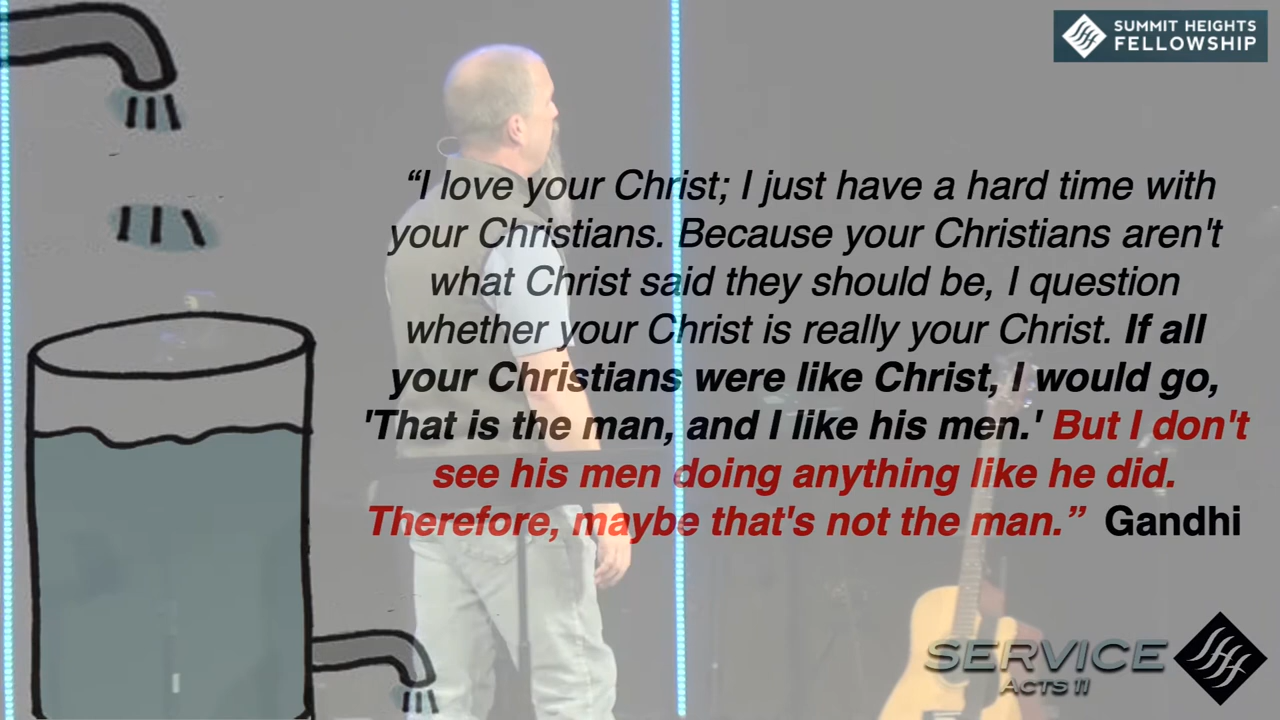 SUMMIT HEIGHTS
FELLOWSHIP
“I love your Christ; I just have a hard time with
your Christians. Because your Christians aren't
what Christ said they should be, I question
whether your Christ is really your Christ. If all
your Christians were like Christ, I would go,
'That is the man, and I like his men.' But I don't
see his men doing anything like he did.
Therefore, maybe that's not the man.” Gandhi
SERVICE
ACTS 11